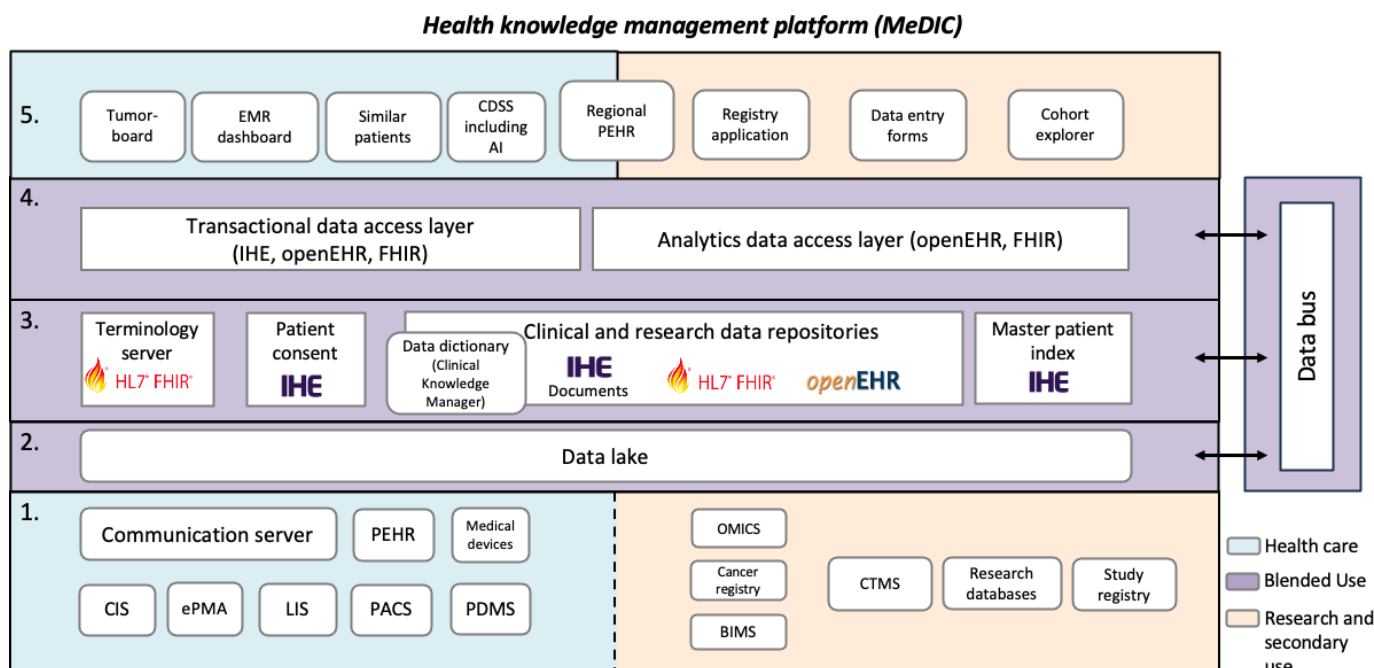 Health knowledge management platform (MeDIC)
5.
Tumor-
board
EMR
dashboard
Similar
patients
CDSS
including
AI
Regional
PEHR
Registry
application
Data entry
forms
Cohort
explorer
4.
Transactional data access layer
(IHE, openEHR, FHIR)
Analytics data access layer (openEHR, FHIR)
Data bus
3.
Terminology
server
HL7® FHIR®
Patient
consent
IHE
Data dictionary
(Clinical
Knowledge
Manager)
Clinical and research data repositories
IHE
Documents
HL7® FHIR®
openEHR
Master patient
index
IHE
2.
Data lake
1.
Communication server
PEHR
Medical
devices
CIS
ePMA
LIS
PACS
PDMS
OMICS
Cancer
registry
BIMS
CTMS
Research
databases
Study
registry
Health care
Blended Use
Research and
secondary
use